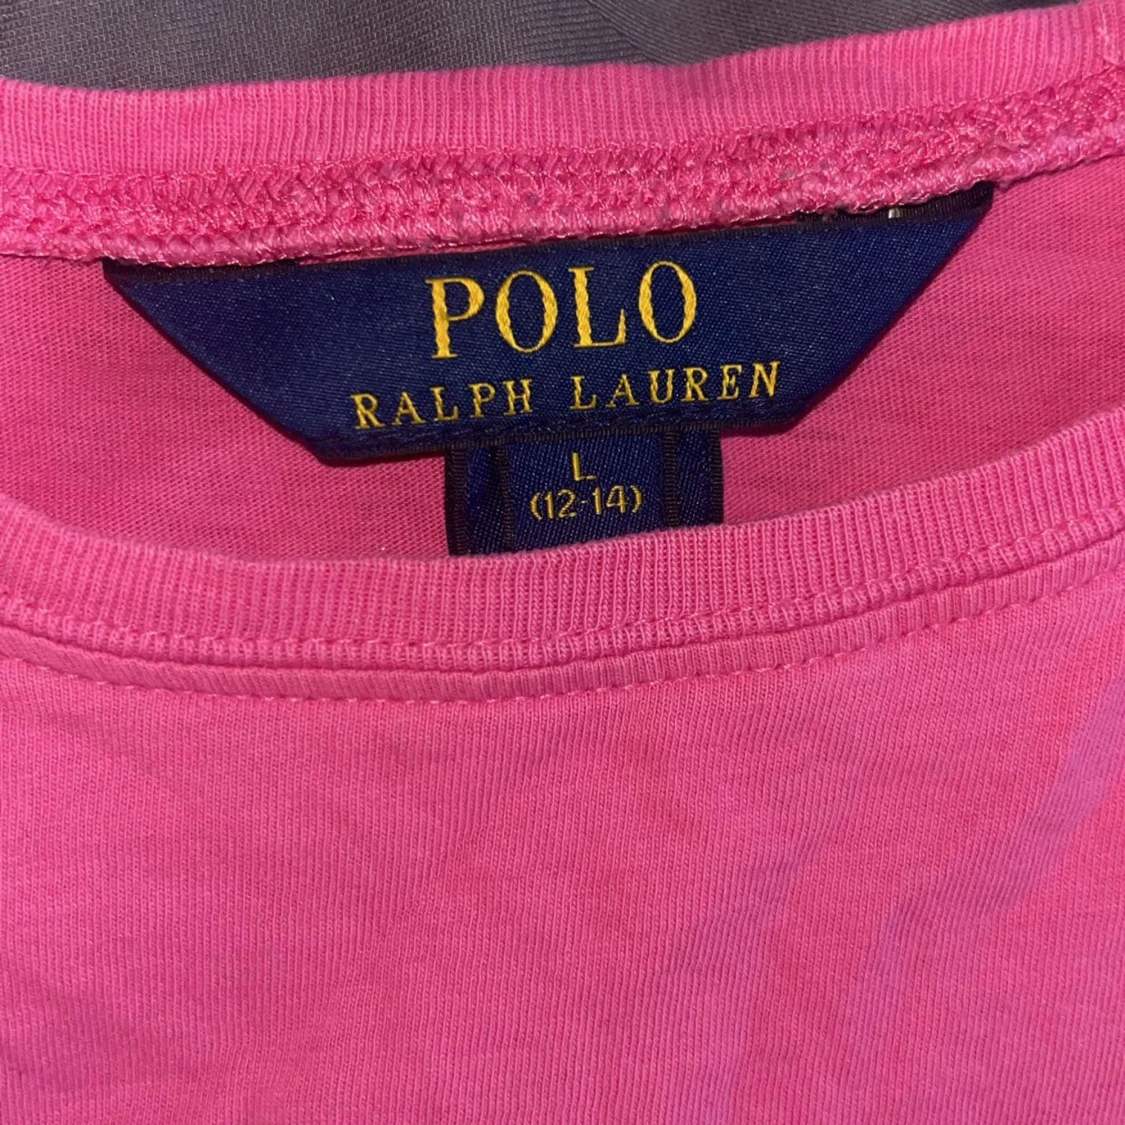 POLO
RALPH LAUREN
L
(12-14)